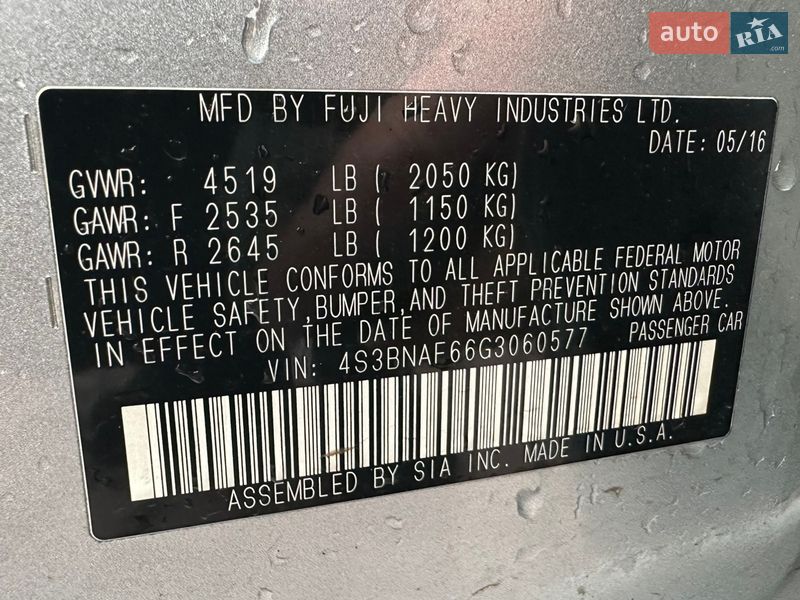 auto RIA .com
MFD BY FUJI HEAVY INDUSTRIES LTD.
DATE: 05/16
GVWR: 4519 LB ( 2050 KG)
GAWR: F 2535 LB ( 1150 KG)
GAWR: R 2645 LB ( 1200 KG)
THIS VEHICLE CONFORMS TO ALL APPLICABLE FEDERAL MOTOR
VEHICLE SAFETY,BUMPER,AND THEFT PREVENTION STANDARDS
IN EFFECT ON THE DATE OF MANUFACTURE SHOWN ABOVE.
VIN: 4S3BNAF66G3060577 PASSENGER CAR
ASSEMBLED BY SIA INC. MADE IN U.S.A.